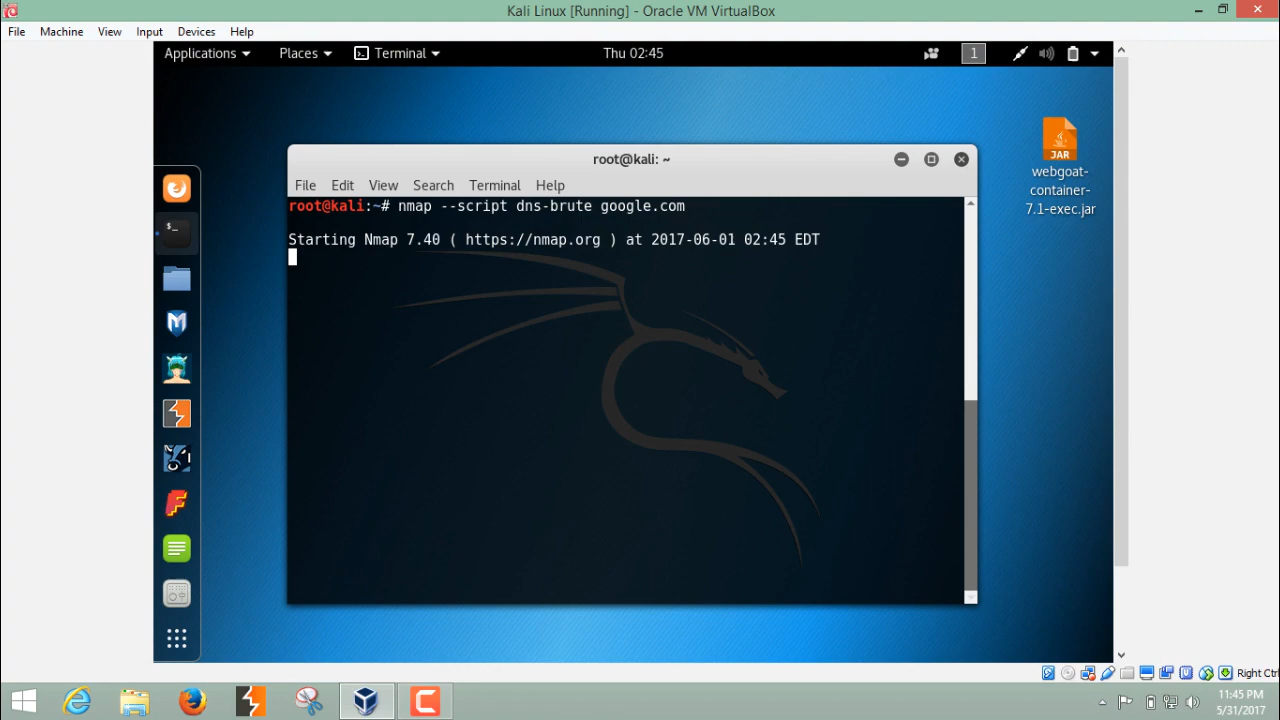 Kali Linux [Running] - Oracle VM VirtualBox
File Machine View Input Devices Help
Applications Places Terminal Thu 02:45 1
JAR
webgoat-
container-
7.1-exec.jar
root@kali: ~
File Edit View Search Terminal Help
root@kali:~# nmap --script dns-brute google.com
Starting Nmap 7.40 ( https://nmap.org ) at 2017-06-01 02:45 EDT
Right Ctrl
11:45 PM
5/31/2017